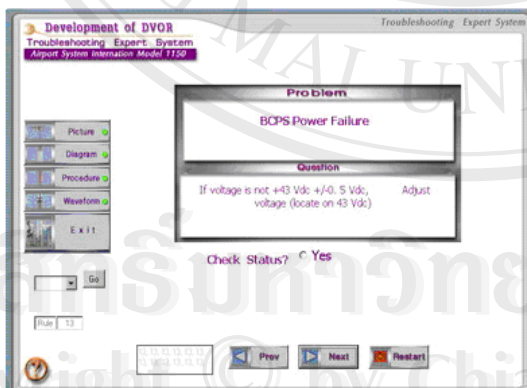 Troubleshooting Expert System
Development of DVOR
Troubleshooting Expert System
Airport System Internation Model 1150
Problem
BCPS Power Failure
Question
If voltage is not +43 Vdc +/-0. 5 Vdc, Adjust
voltage (locate on 43 Vdc)
Check Status? Yes
Picture
Diagram
Procedure
Waveform
Exit
Go
Rule 13
Prev Next Restart